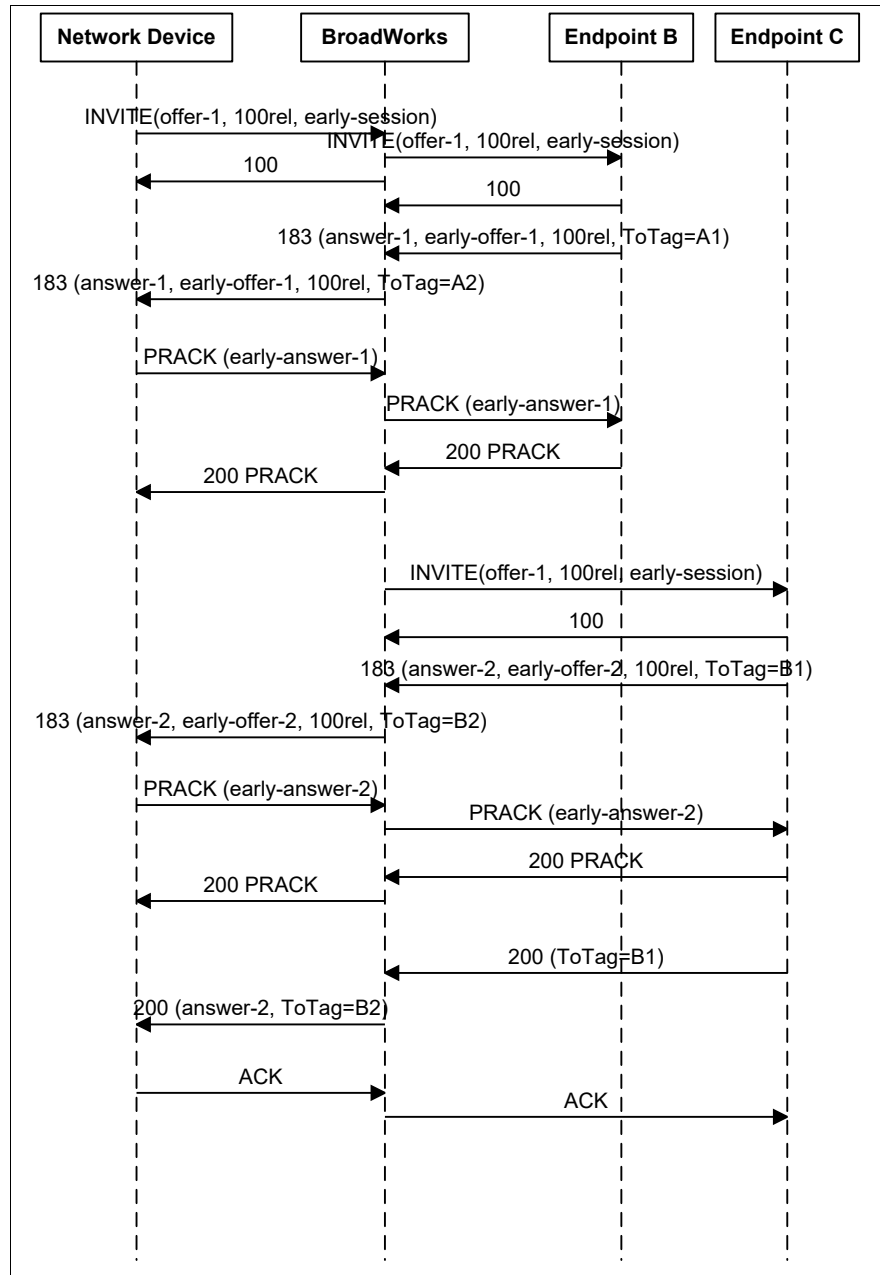 Network Device
BroadWorks
Endpoint B
Endpoint C
INVITE(offer-1, 100rel, early-session)
INVITE(offer-1, 100rel, early-session)
100
100
183 (answer-1, early-offer-1, 100rel, ToTag=A1)
183 (answer-1, early-offer-1, 100rel, ToTag=A2)
PRACK (early-answer-1)
PRACK (early-answer-1)
200 PRACK
200 PRACK
INVITE(offer-1, 100rel, early-session)
100
183 (answer-2, early-offer-2, 100rel, ToTag=B1)
183 (answer-2, early-offer-2, 100rel, ToTag=B2)
PRACK (early-answer-2)
PRACK (early-answer-2)
200 PRACK
200 PRACK
200 (ToTag=B1)
200 (answer-2, ToTag=B2)
ACK
ACK